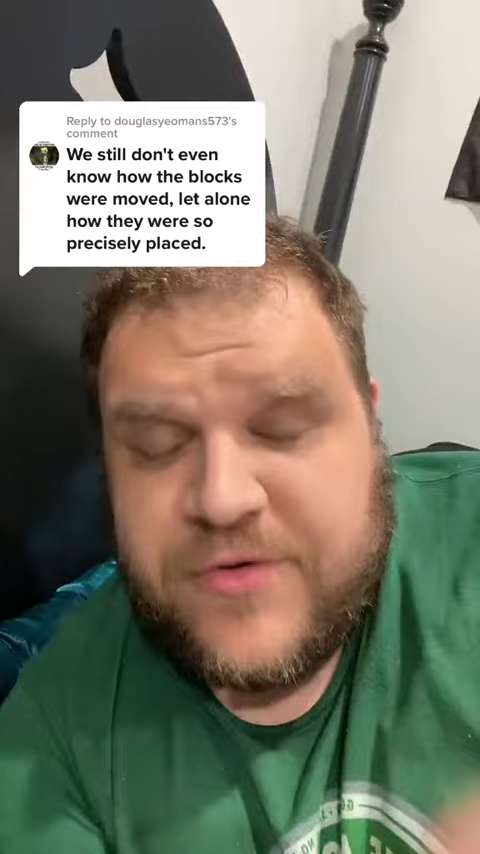 Reply to douglasyeomans573's
comment
We still don't even
know how the blocks
were moved, let alone
how they were so
precisely placed.